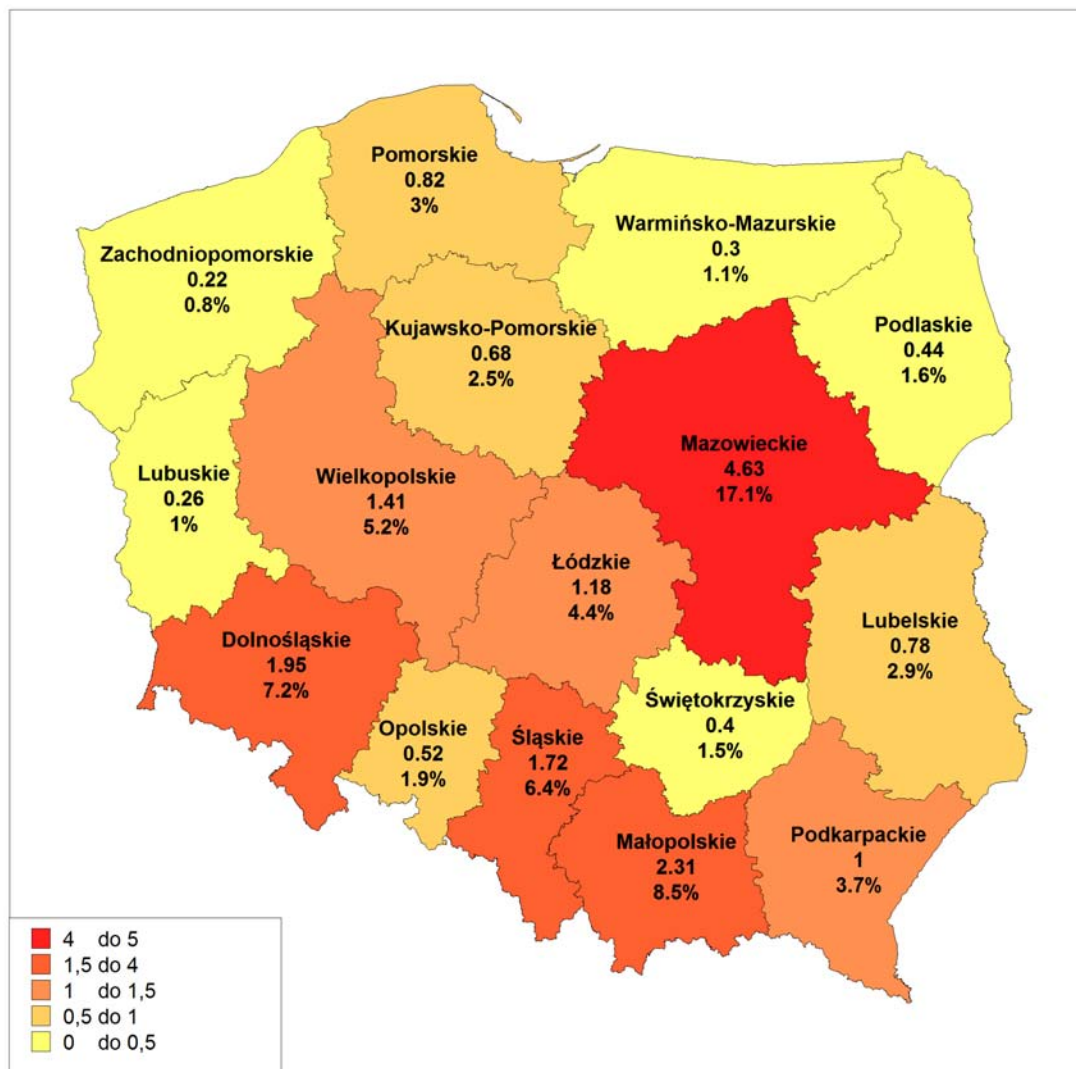 Pomorskie
0.82
3%
Warmińsko-Mazurskie
0.3
1.1%
Zachodniopomorskie
0.22
0.8%
Kujawsko-Pomorskie
0.68
2.5%
Podlaskie
0.44
1.6%
Mazowieckie
4.63
17.1%
Lubuskie
0.26
1%
Wielkopolskie
1.41
5.2%
Łódzkie
1.18
4.4%
Lubelskie
0.78
2.9%
Dolnośląskie
1.95
7.2%
Świętokrzyskie
0.4
1.5%
Opolskie
0.52
1.9%
Śląskie
1.72
6.4%
Małopolskie
2.31
8.5%
Podkarpackie
1
3.7%
4 do 5
1,5 do 4
1 do 1,5
0,5 do 1
0 do 0,5